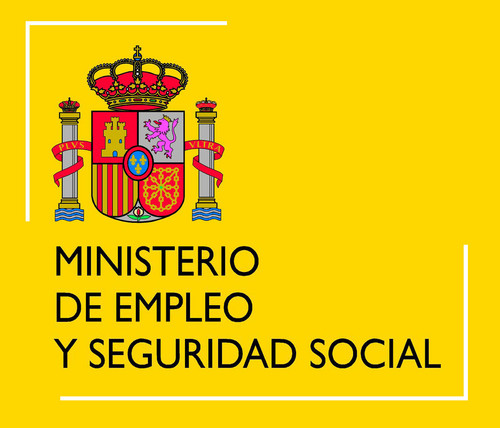 PLVS VLTRA
MINISTERIO
DE EMPLEO
Y SEGURIDAD SOCIAL